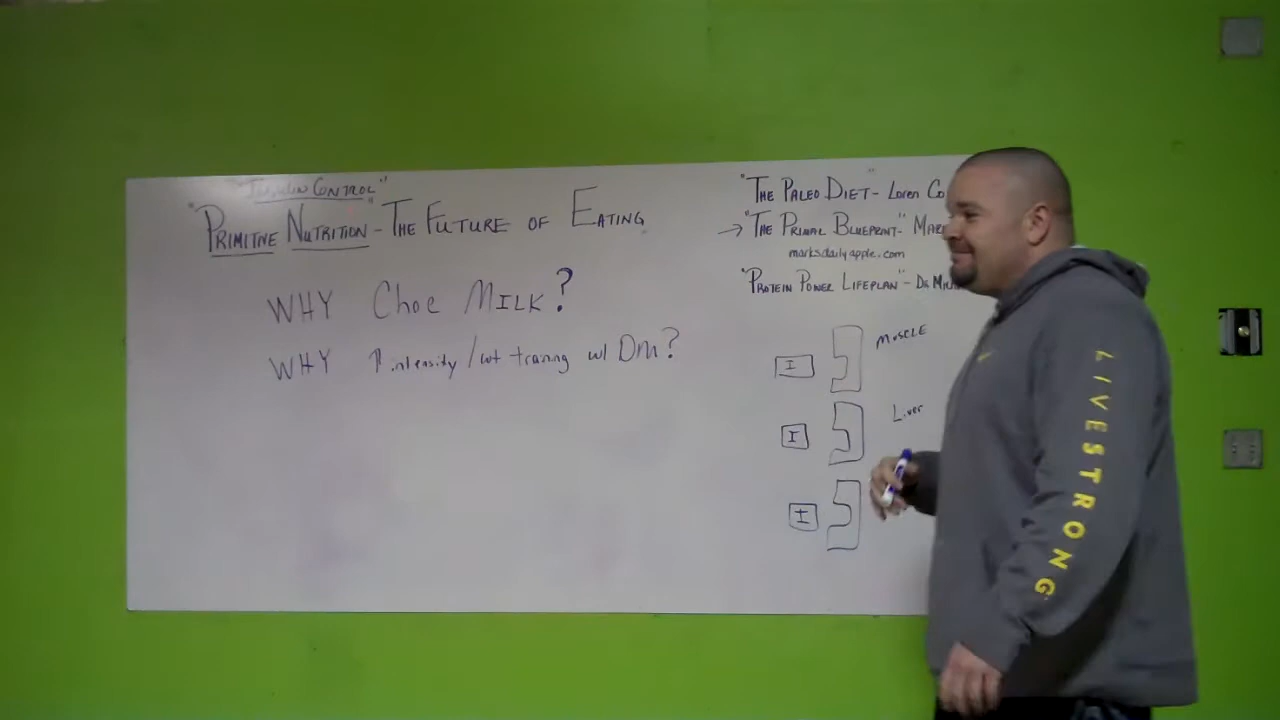 "INSULIN CONTROL"
"PRIMITIVE NUTRITION" - THE FUTURE OF EATING"
WHY Choc MILK?
WHY ↑ intensity/wt training w/ Dm?
"THE PALEO DIET" - Loren Co
→ "THE PRIMAL BLUEPRINT" MAR
marksdailyapple.com
"PROTEIN POWER LIFEPLAN" - DR
I
MUSCLE
I
Liver
I
LIVESTRONG